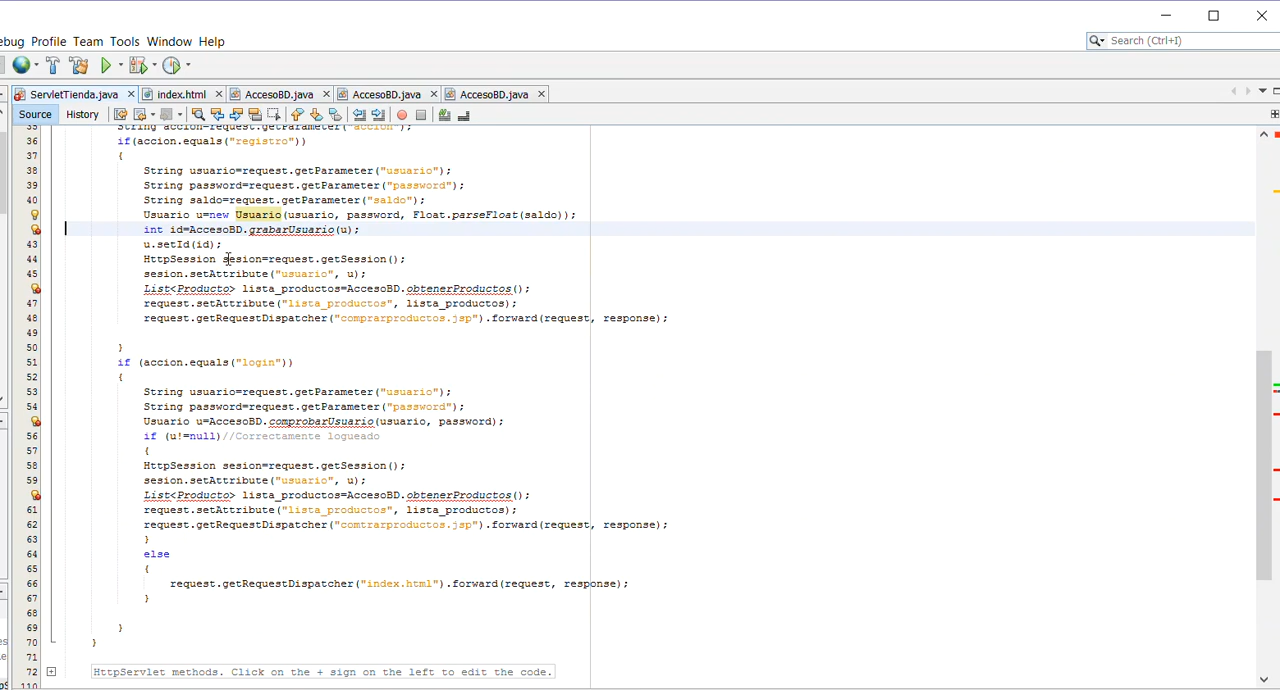 ebug Profile Team Tools Window Help
Search (Ctrl+I)
ServletTienda.java index.html AccesoBD.java AccesoBD.java AccesoBD.java
Source History
35 String accion=request.getParameter("accion");
36 if(accion.equals("registro"))
37 {
38 String usuario=request.getParameter("usuario");
39 String password=request.getParameter("password");
40 String saldo=request.getParameter("saldo");
Usuario u=new Usuario(usuario, password, Float.parseFloat(saldo));
int id=AccesoBD.grabarUsuario(u);
43 u.setId(id);
44 HttpSession sesion=request.getSession();
45 sesion.setAttribute("usuario", u);
List<Producto> lista_productos=AccesoBD.obtenerProductos();
47 request.setAttribute("lista_productos", lista_productos);
48 request.getRequestDispatcher("comprarproductos.jsp").forward(request, response);
49
50 }
51 if (accion.equals("login"))
52 {
53 String usuario=request.getParameter("usuario");
54 String password=request.getParameter("password");
Usuario u=AccesoBD.comprobarUsuario(usuario, password);
56 if (u!=null)//Correctamente logueado
57 {
58 HttpSession sesion=request.getSession();
59 sesion.setAttribute("usuario", u);
List<Producto> lista_productos=AccesoBD.obtenerProductos();
61 request.setAttribute("lista_productos", lista_productos);
62 request.getRequestDispatcher("comtrarproductos.jsp").forward(request, response);
63 }
64 else
65 {
66 request.getRequestDispatcher("index.html").forward(request, response);
67 }
68
69 }
70 }
71
72 HttpServlet methods. Click on the + sign on the left to edit the code.
110